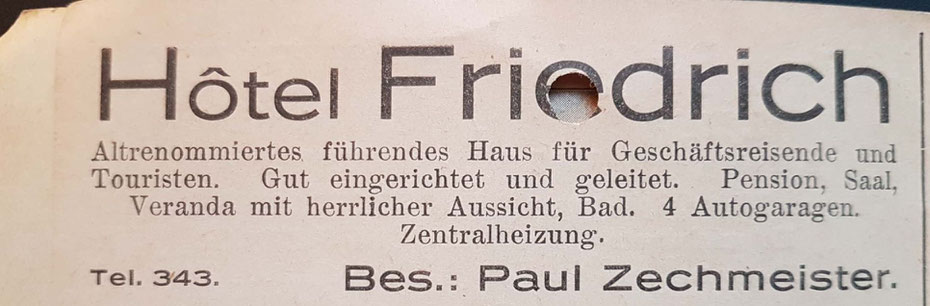 Hôtel Friedrich
Altrenommiertes führendes Haus für Geschäftsreisende und
Touristen. Gut eingerichtet und geleitet. Pension, Saal,
Veranda mit herrlicher Aussicht, Bad. 4 Autogaragen.
Zentralheizung.
Tel. 343. Bes.: Paul Zechmeister.